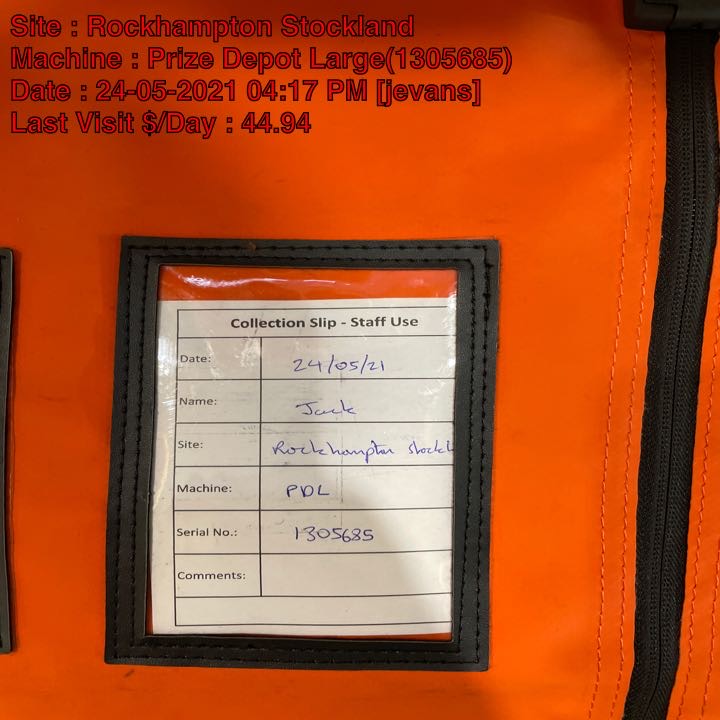 Site : Rockhampton Stockland
Machine : Prize Depot Large(1305685)
Date : 24-05-2021 04:17 PM [jevans]
Last Visit $/Day : 44.94
Collection Slip - Staff Use
Date: 24/05/21
Name: Jack
Site: Rockhampton Stockl
Machine: PDL
Serial No.: 1305685
Comments: